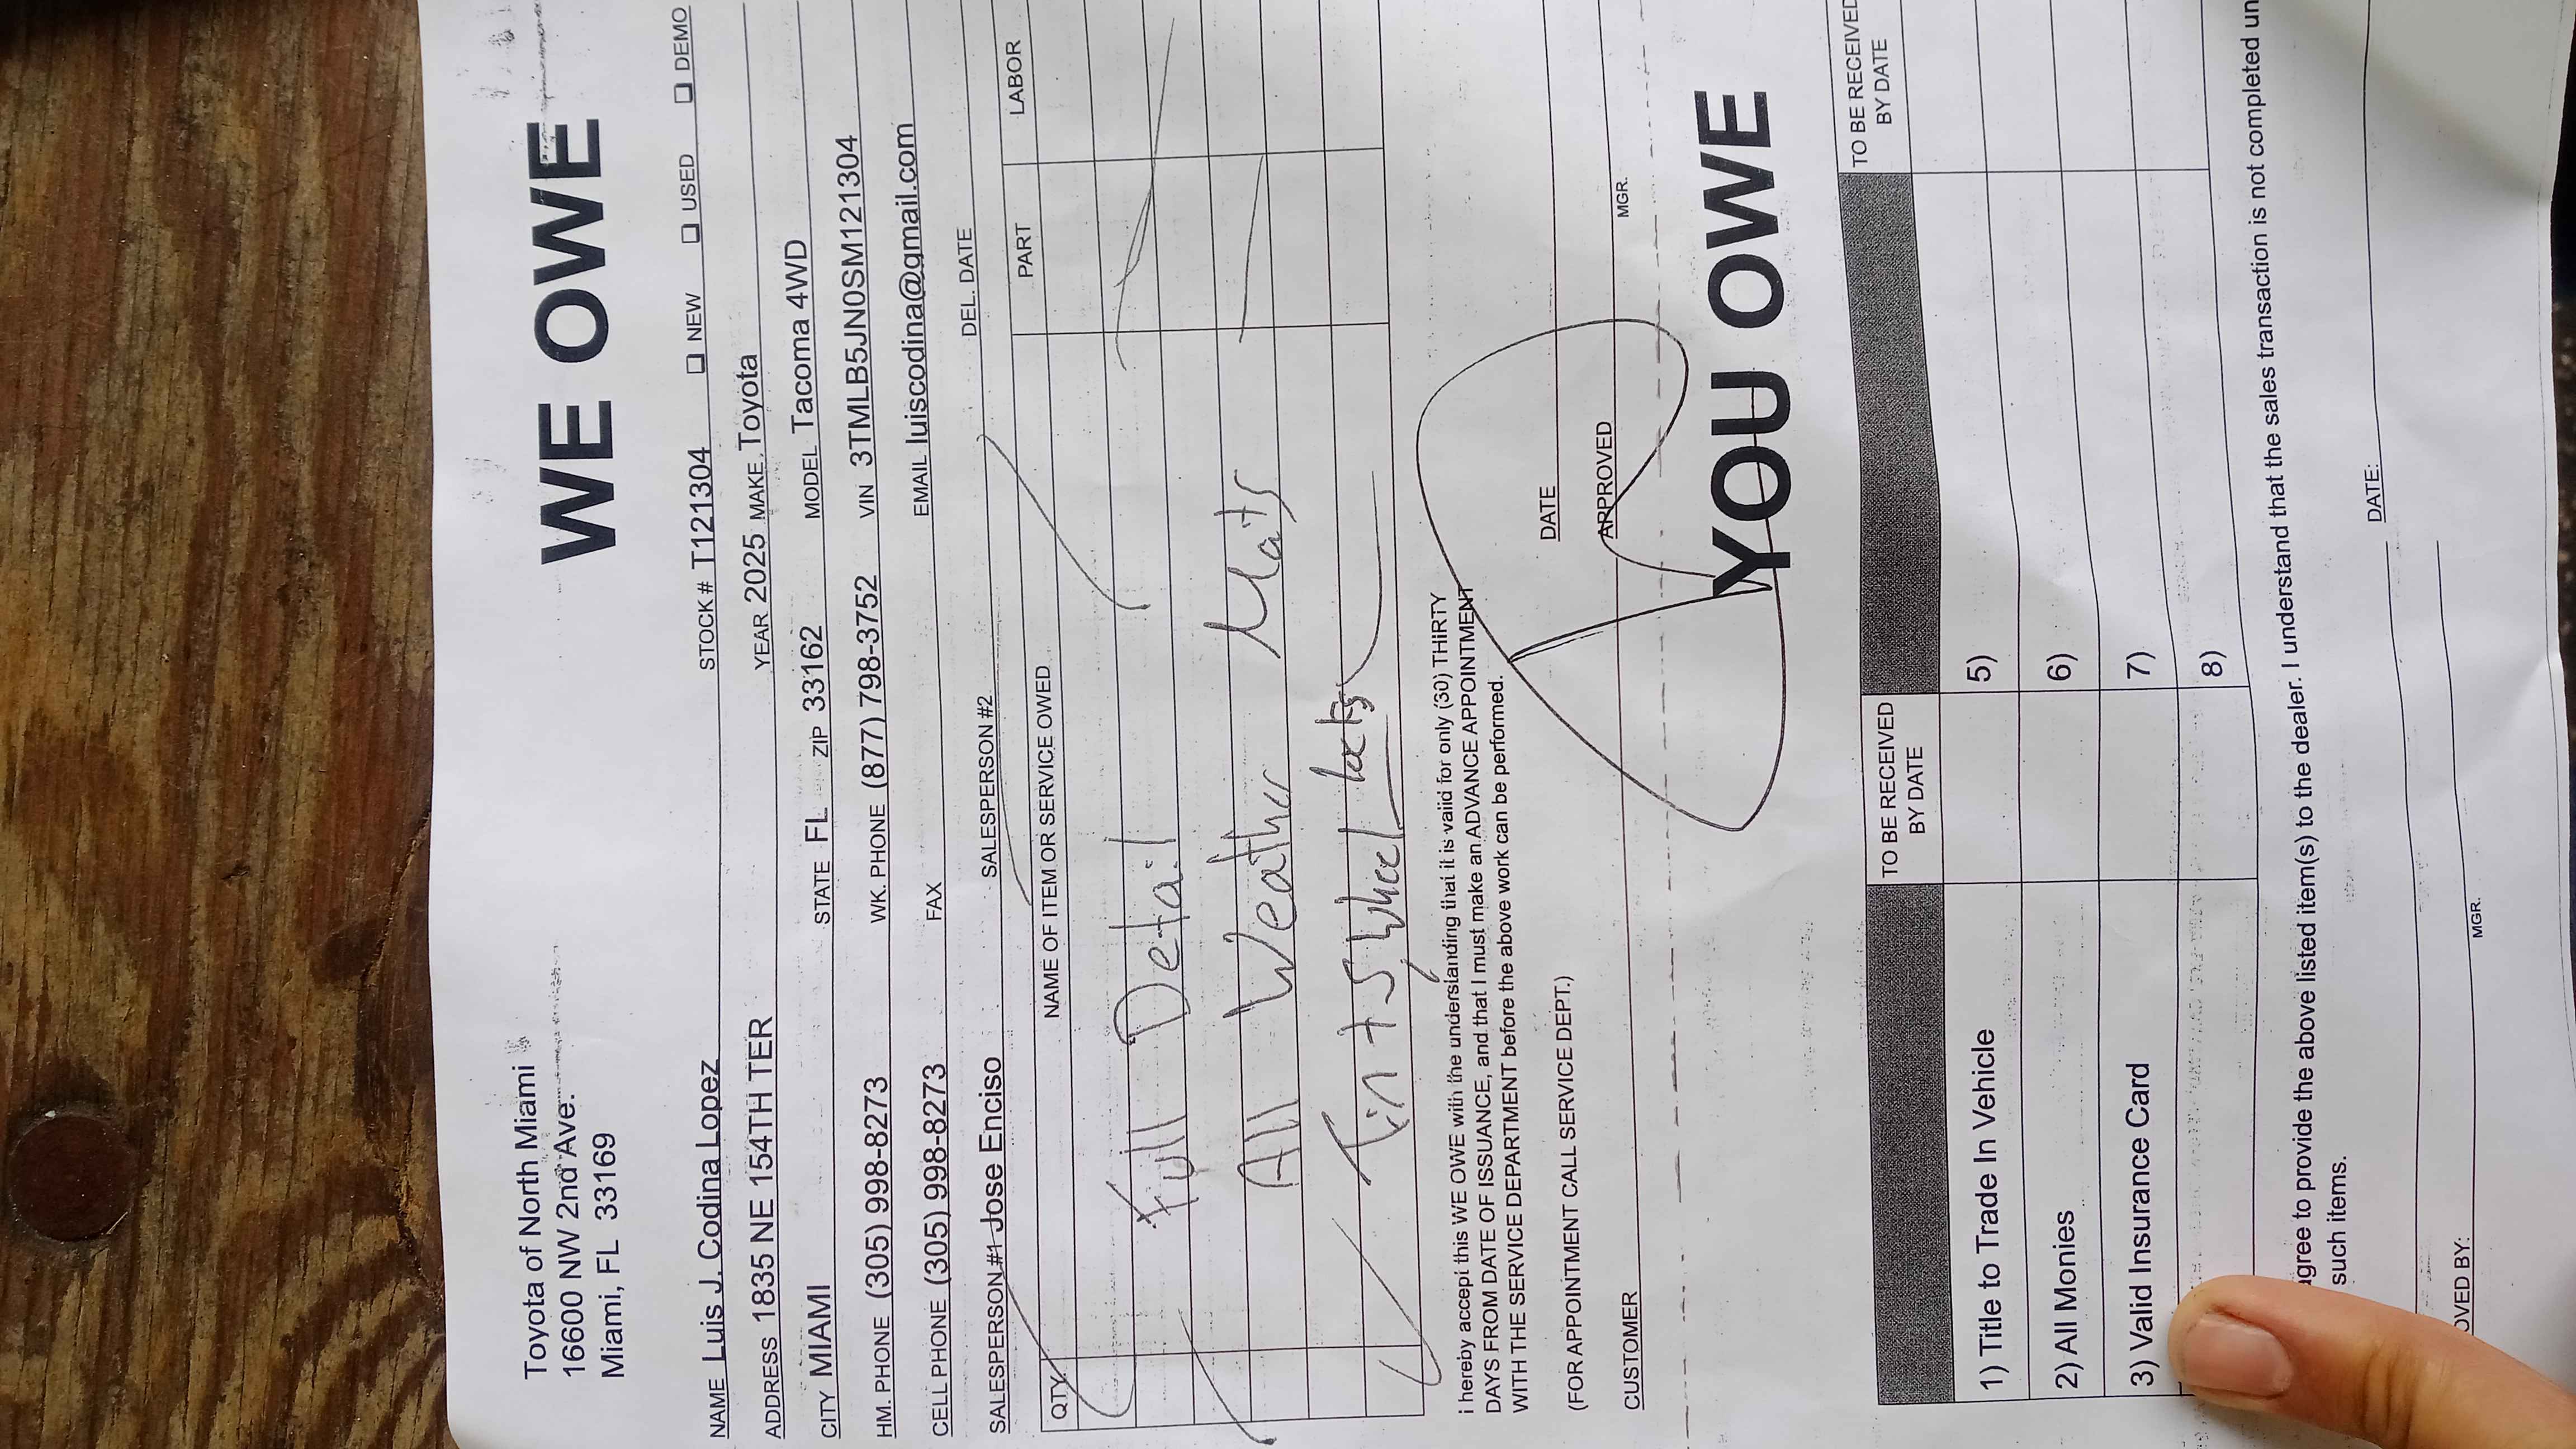 Toyota of North Miami
16600 NW 2nd Ave.
Miami, FL 33169
WE OWE
NAME Luis J. Codina Lopez STOCK # T121304 ❑ NEW ❑ USED ❑ DEMO
ADDRESS 1835 NE 154TH TER YEAR 2025 MAKE Toyota
CITY MIAMI STATE FL ZIP 33162 MODEL Tacoma 4WD
HM. PHONE (305) 998-8273 WK. PHONE (877) 798-3752 VIN 3TMLB5JN0SM121304
CELL PHONE (305) 998-8273 FAX EMAIL luiscodina@gmail.com
SALESPERSON #1 Jose Enciso SALESPERSON #2 DEL. DATE
QTY. NAME OF ITEM OR SERVICE OWED PART LABOR
Full Detail
All Weather Mats
Tint 5, wheel locks
I hereby accept this WE OWE with the understanding that it is valid for only (30) THIRTY
DAYS FROM DATE OF ISSUANCE, and that I must make an ADVANCE APPOINTMENT
WITH THE SERVICE DEPARTMENT before the above work can be performed.
(FOR APPOINTMENT CALL SERVICE DEPT.) DATE
CUSTOMER APPROVED MGR.
YOU OWE
TO BE RECEIVED BY DATE TO BE RECEIVED BY DATE
1) Title to Trade In Vehicle 5)
2) All Monies 6)
3) Valid Insurance Card 7)
8)
agree to provide the above listed item(s) to the dealer. I understand that the sales transaction is not completed un
such items.
DATE:
OVED BY: MGR.